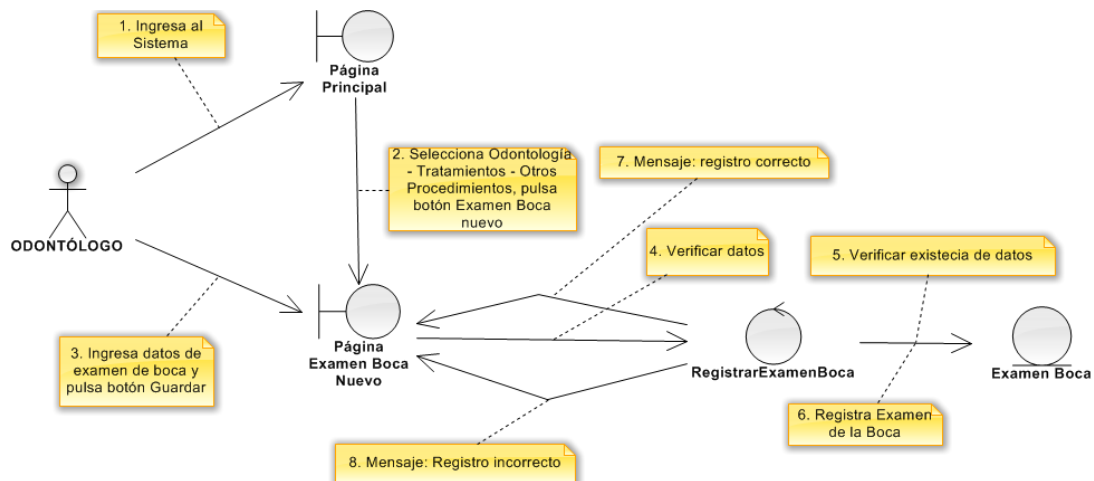 1. Ingresa al
Sistema
Página
Principal
2. Selecciona Odontología
- Tratamientos - Otros
Procedimientos, pulsa
botón Examen Boca
nuevo
7. Mensaje: registro correcto
ODONTÓLOGO
4. Verificar datos
5. Verificar existecia de datos
3. Ingresa datos de
examen de boca y
pulsa botón Guardar
Página
Examen Boca
Nuevo
RegistrarExamenBoca
Examen Boca
6. Registra Examen
de la Boca
8. Mensaje: Registro incorrecto